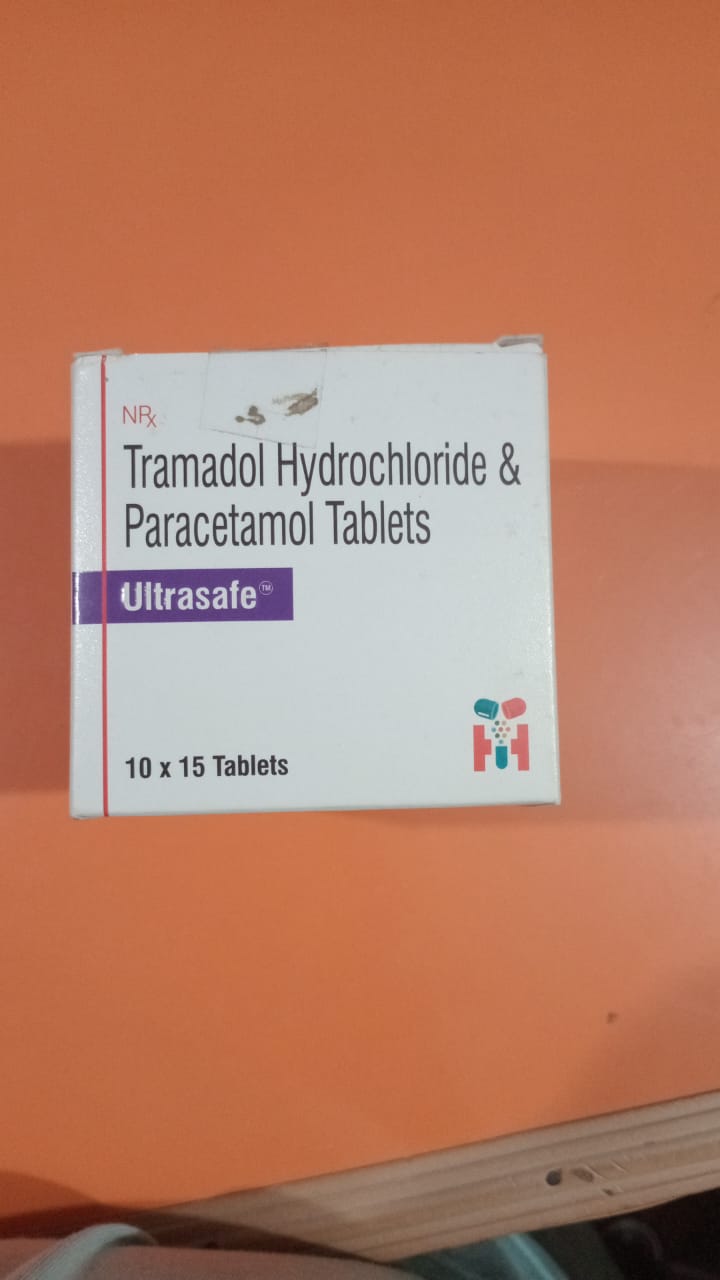 NRx
Tramadol Hydrochloride &
Paracetamol Tablets
Ultrasafe™
10 x 15 Tablets